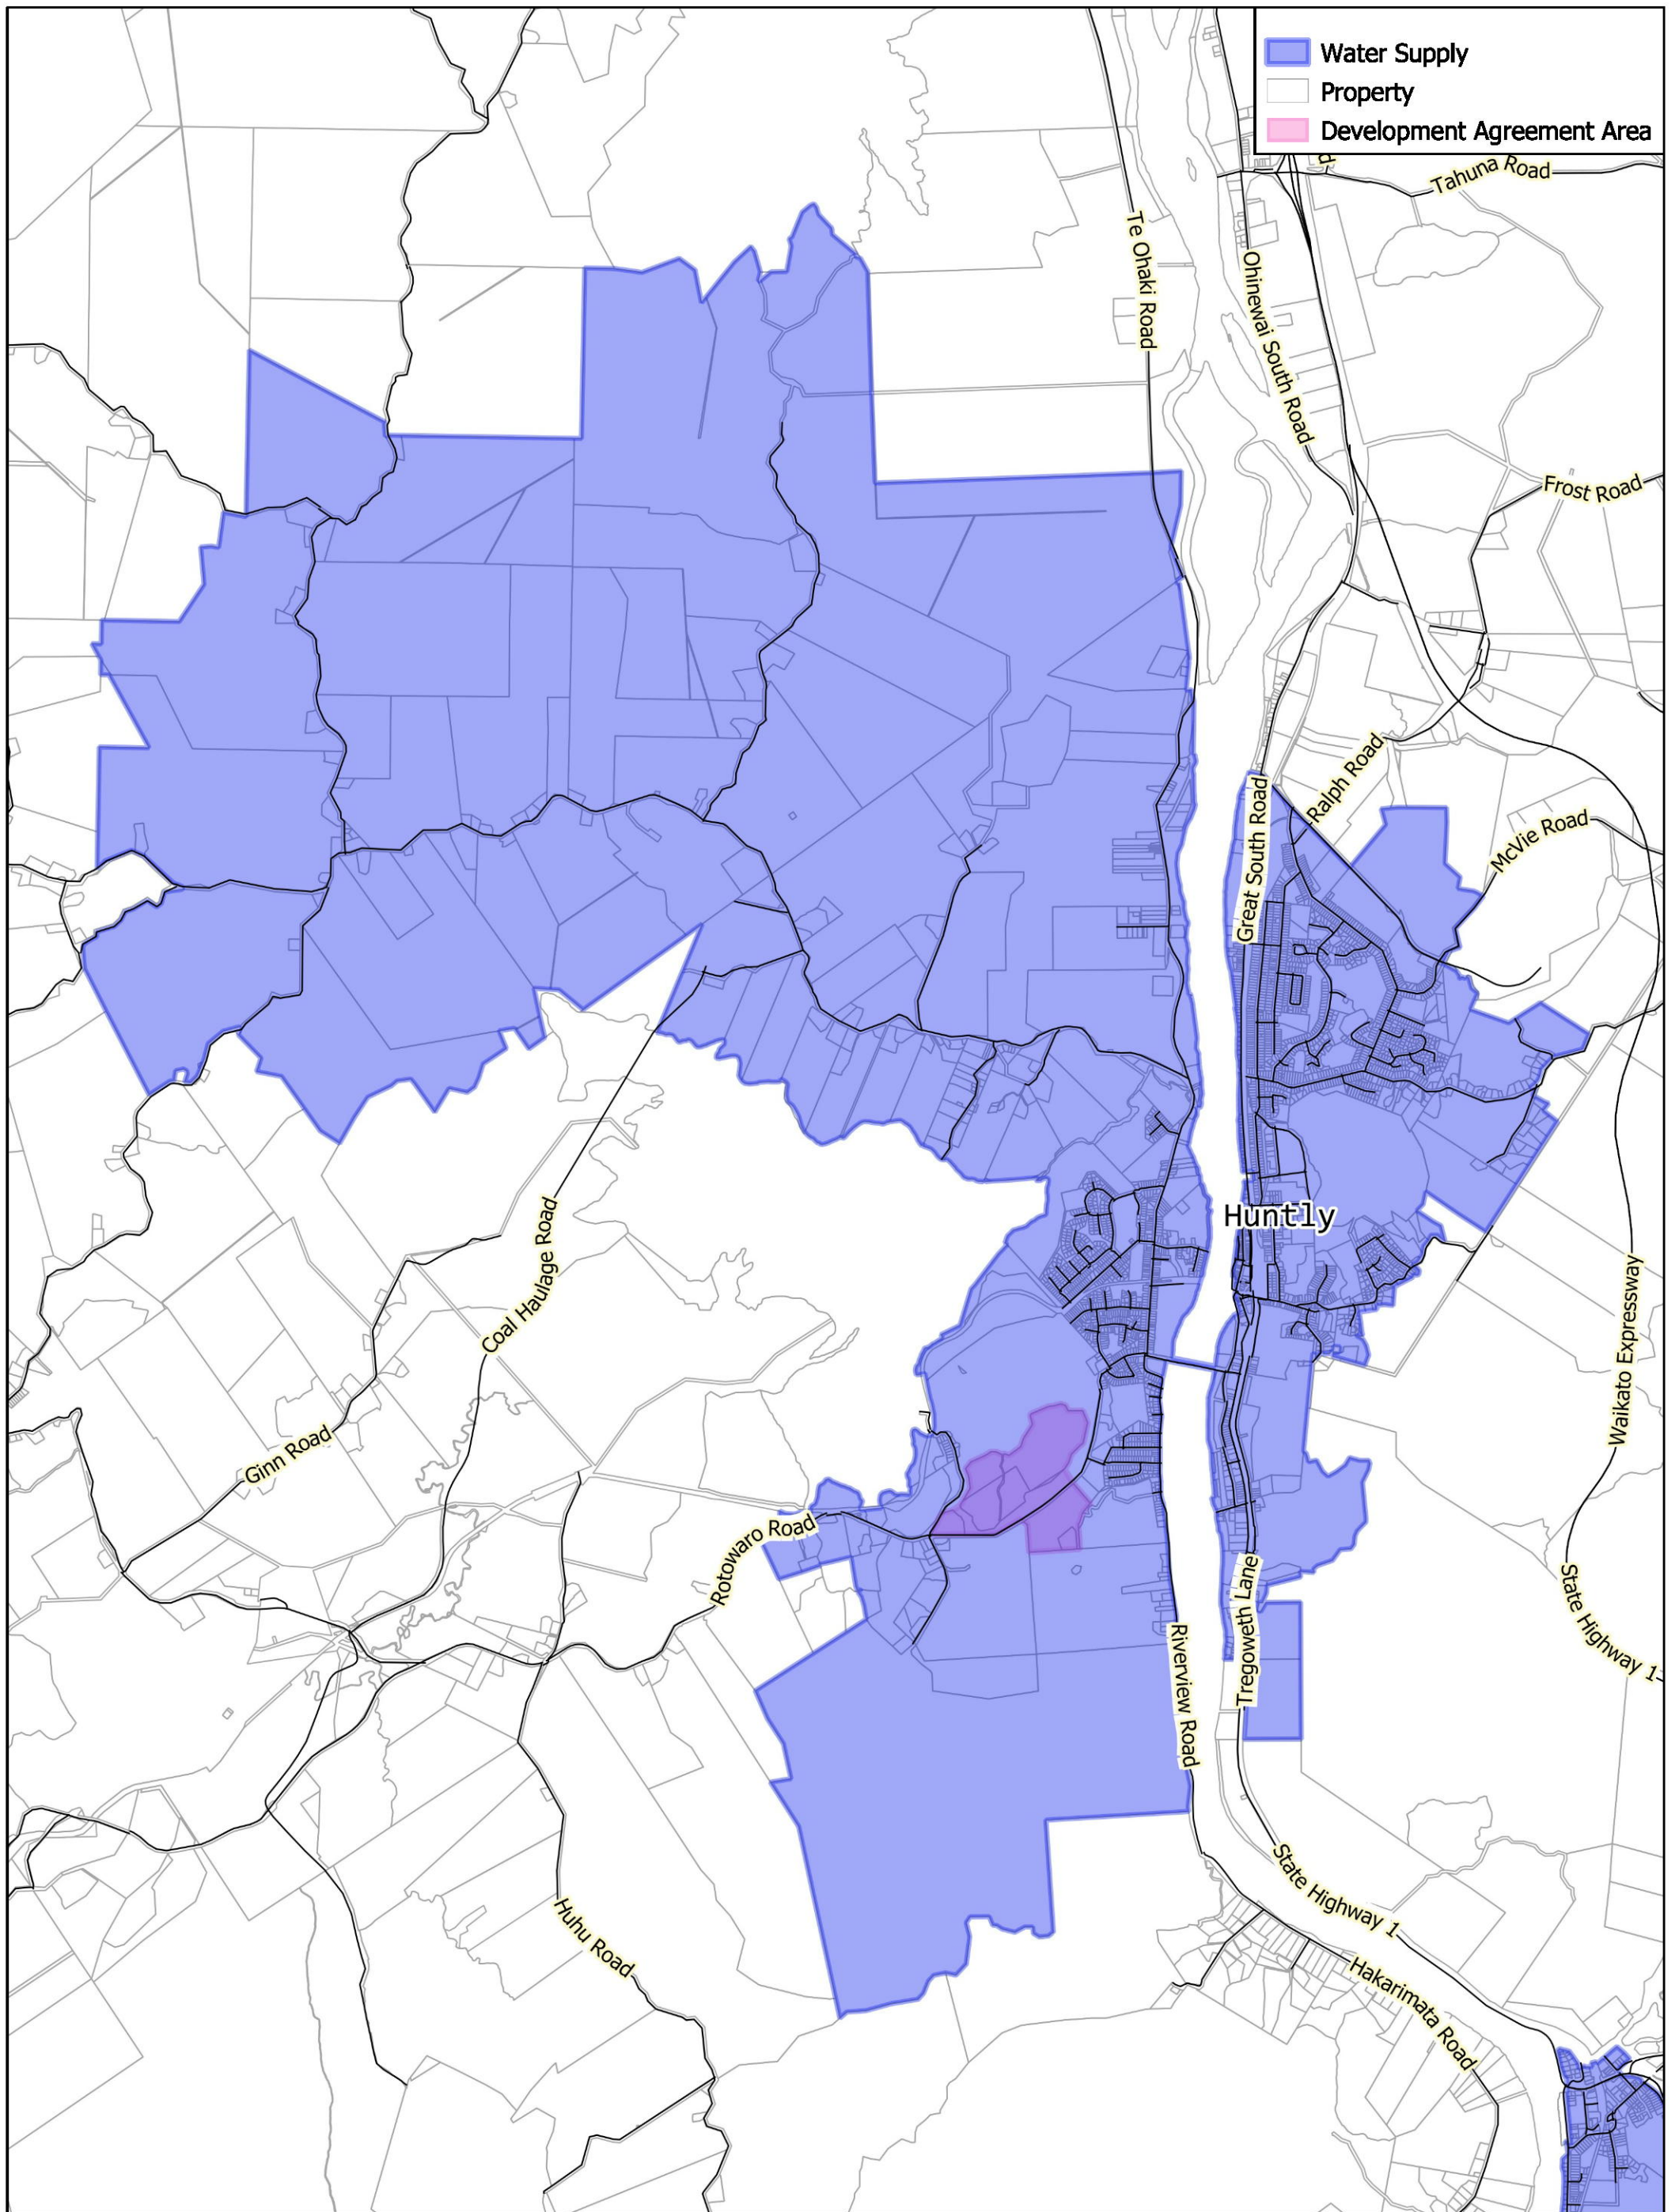 Water Supply
Property
Development Agreement Area
d
Tahuna Road
Te Ohaki Road
Ohinewai South Road
Frost Road
Ralph Road
Great South Road
McVie Road
Huntly
Coal Haulage Road
Waikato Expressway
Ginn Road
Rotowaro Road
Tregoweth Lane
State Highway 1
Riverview Road
State Highway 1
Huhu Road
Hakarimata Road